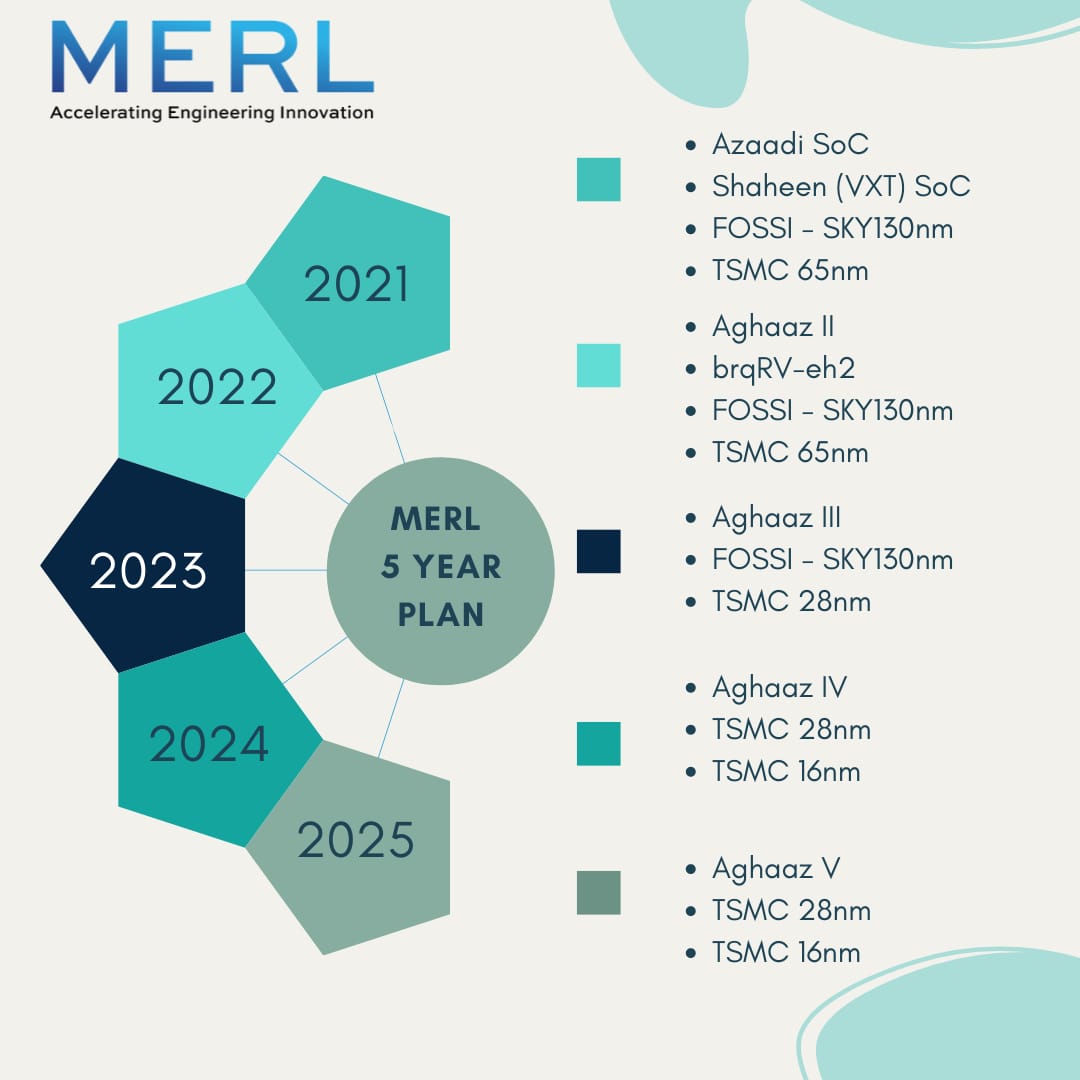 MERL
Accelerating Engineering Innovation
2021
2022
2023
2024
2025
MERL
5 YEAR
PLAN
• Azaadi SoC
• Shaheen (VXT) SoC
• FOSSI - SKY130nm
• TSMC 65nm
• Aghaaz II
• brqRV-eh2
• FOSSI - SKY130nm
• TSMC 65nm
• Aghaaz III
• FOSSI - SKY130nm
• TSMC 28nm
• Aghaaz IV
• TSMC 28nm
• TSMC 16nm
• Aghaaz V
• TSMC 28nm
• TSMC 16nm